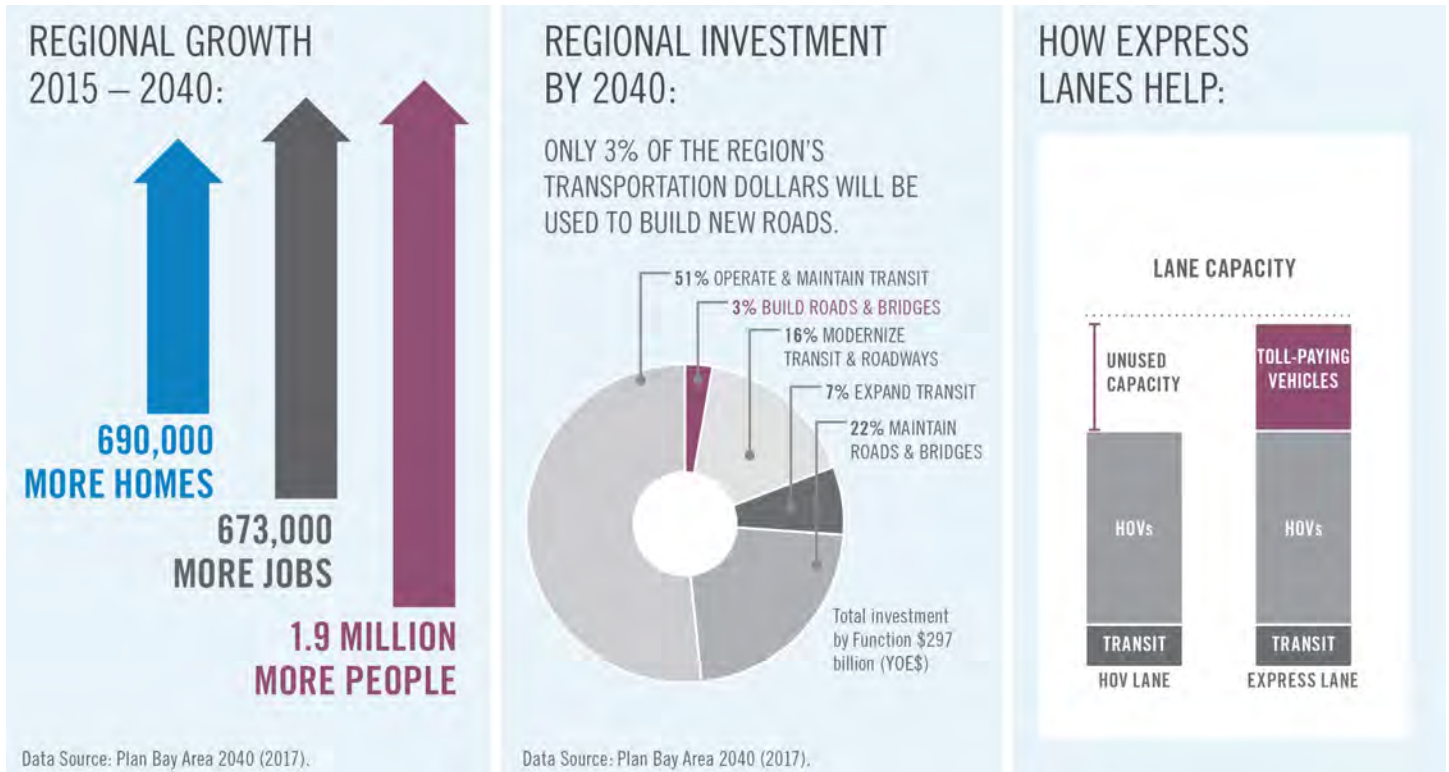 REGIONAL GROWTH
2015 – 2040:
690,000
MORE HOMES
673,000
MORE JOBS
1.9 MILLION
MORE PEOPLE
Data Source: Plan Bay Area 2040 (2017).
REGIONAL INVESTMENT
BY 2040:
ONLY 3% OF THE REGION'S
TRANSPORTATION DOLLARS WILL BE
USED TO BUILD NEW ROADS.
51% OPERATE & MAINTAIN TRANSIT
3% BUILD ROADS & BRIDGES
16% MODERNIZE
TRANSIT & ROADWAYS
7% EXPAND TRANSIT
22% MAINTAIN
ROADS & BRIDGES
Total investment
by Function $297
billion (YOE$)
Data Source: Plan Bay Area 2040 (2017).
HOW EXPRESS
LANES HELP:
LANE CAPACITY
UNUSED
CAPACITY
HOVs
TRANSIT
HOV LANE
TOLL-PAYING
VEHICLES
HOVs
TRANSIT
EXPRESS LANE